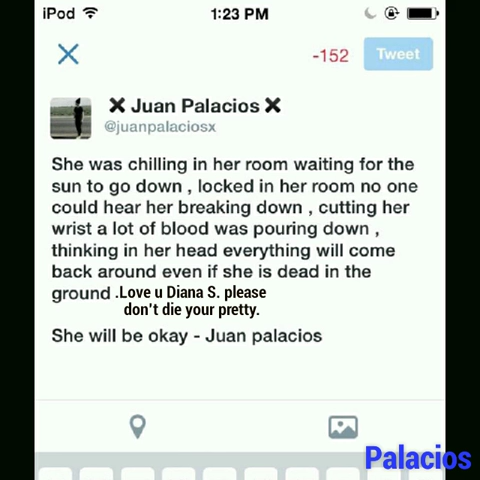 iPod 1:23 PM
-152 Tweet
✕ Juan Palacios ✕
@juanpalaciosx
She was chilling in her room waiting for the
sun to go down , locked in her room no one
could hear her breaking down , cutting her
wrist a lot of blood was pouring down ,
thinking in her head everything will come
back around even if she is dead in the
ground .Love u Diana S. please
don't die your pretty.
She will be okay - Juan palacios
Palacios